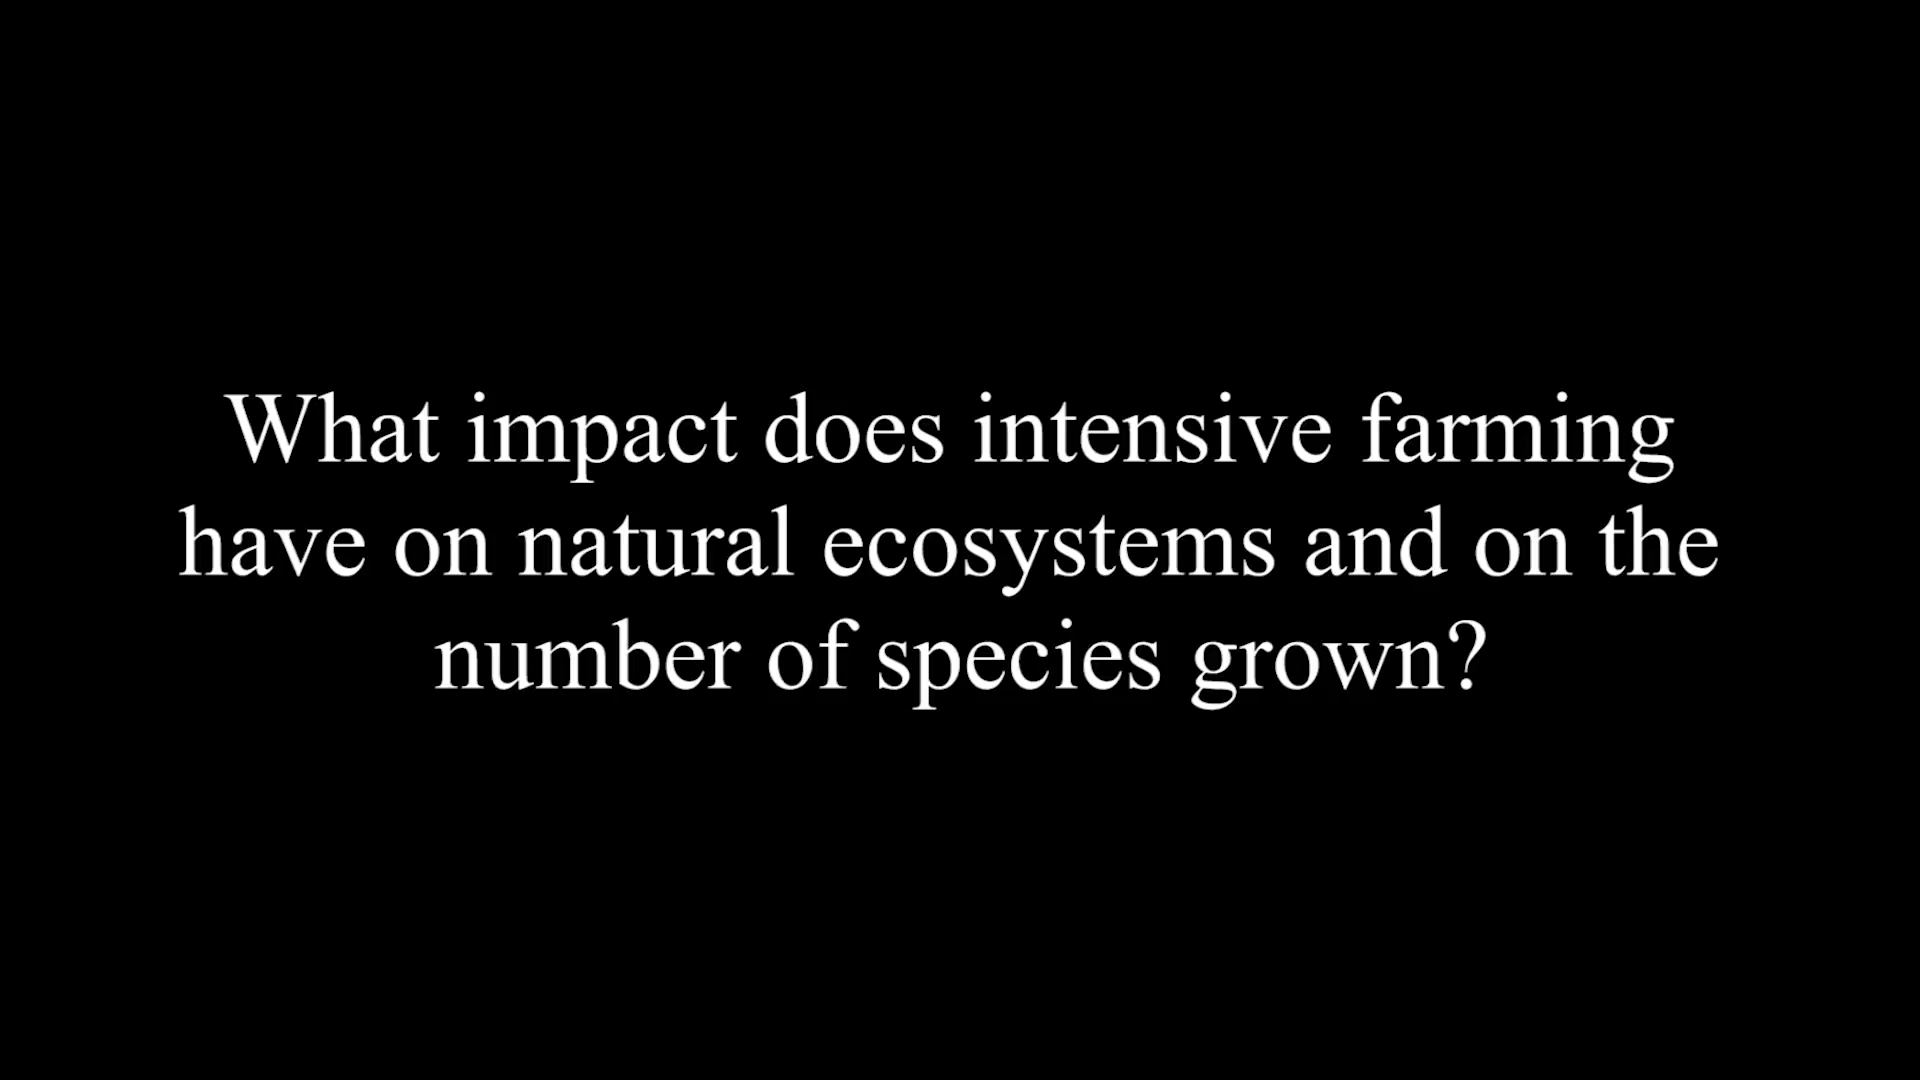 What impact does intensive farming
have on natural ecosystems and on the
number of species grown?